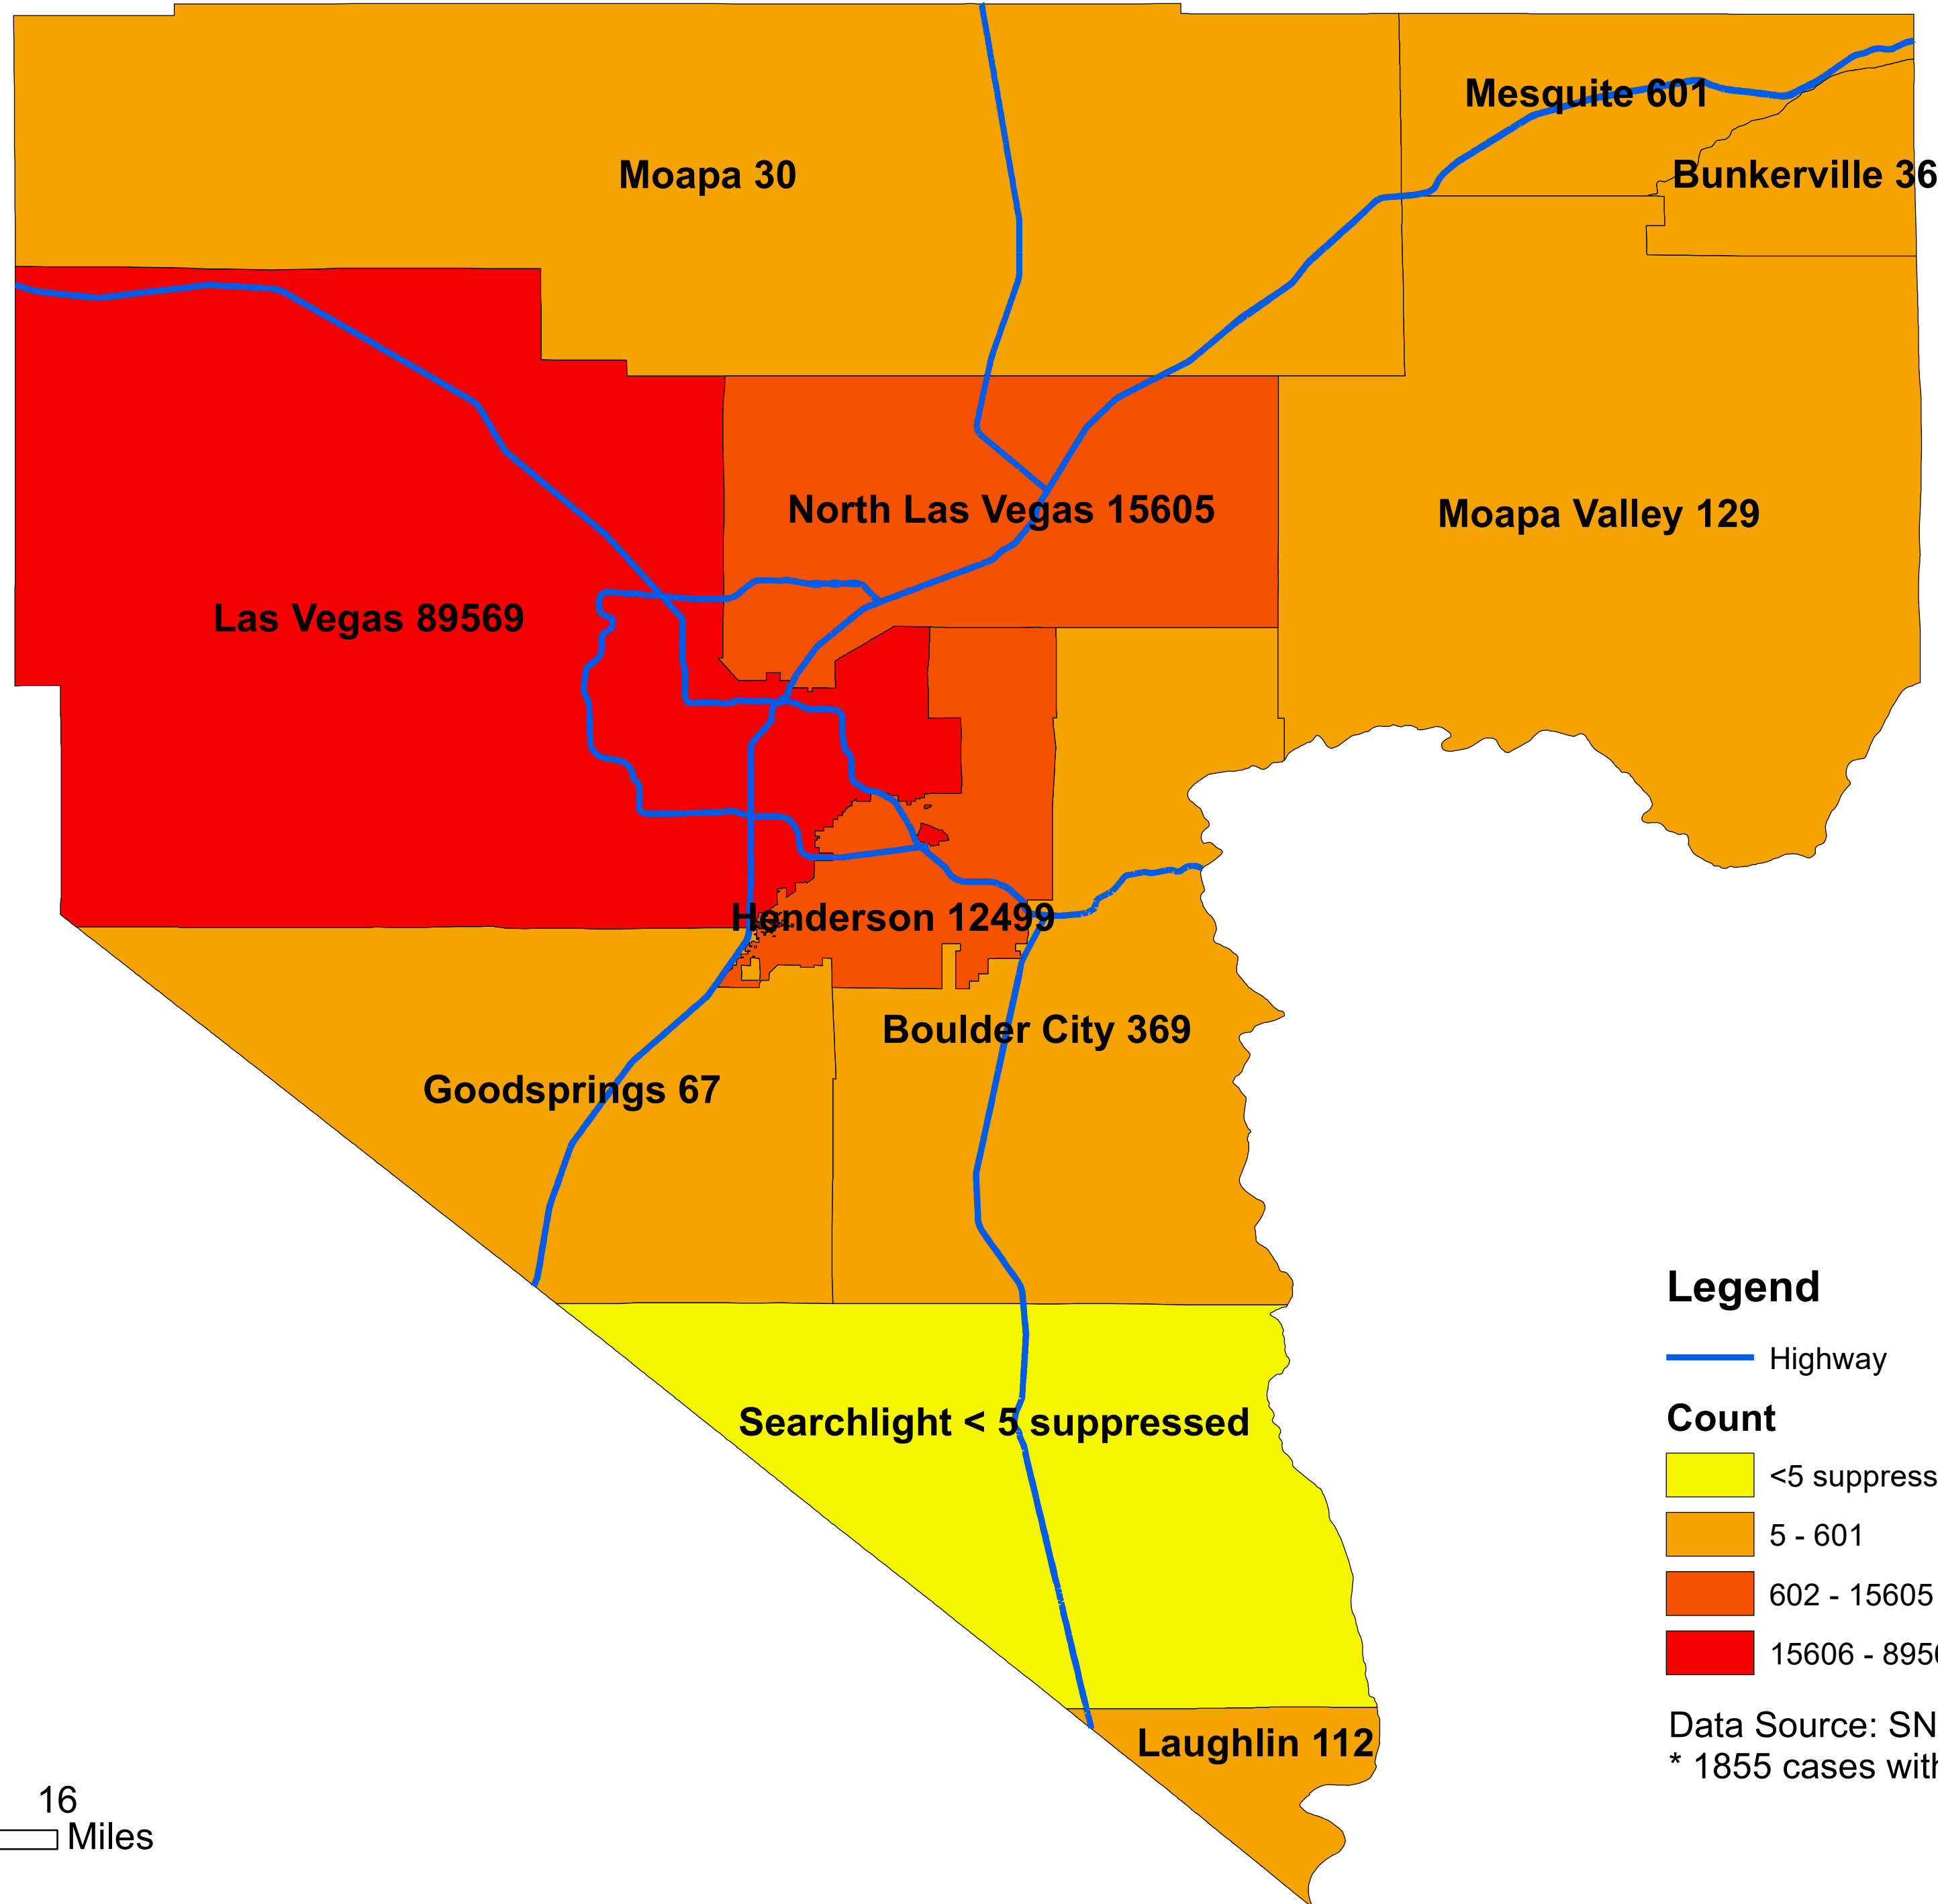 Mesquite 601
Moapa 30
Bunkerville 36
North Las Vegas 15605
Moapa Valley 129
Las Vegas 89569
Henderson 12499
Boulder City 369
Goodsprings 67
Legend
Highway
Searchlight < 5 suppressed
Count
<5 suppress
5 - 601
602 - 15605
15606 - 8956
Data Source: SN
Laughlin 112
* 1855 cases with
16
Miles